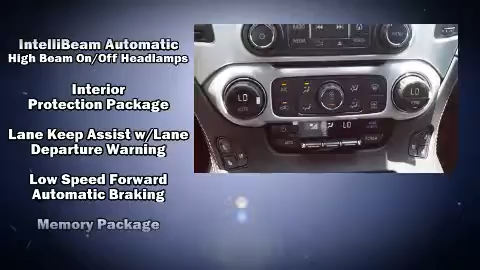 IntelliBeam Automatic
High Beam On/Off Headlamps
Interior
Protection Package
Lane Keep Assist w/Lane
Departure Warning
Low Speed Forward
Automatic Braking
Memory Package
LO
LO
LO